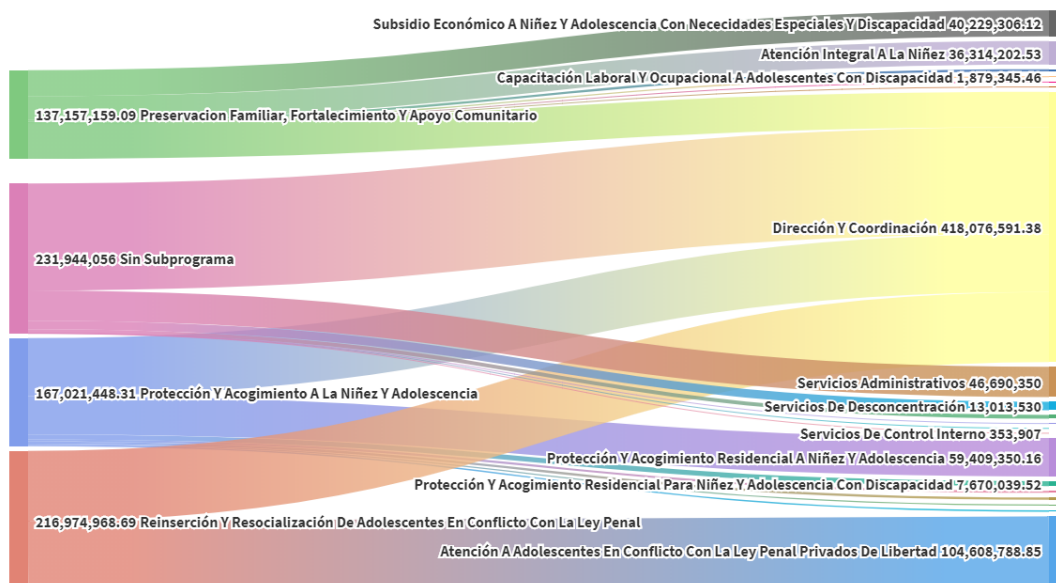 Subsidio Económico A Niñez Y Adolescencia Con Nececidades Especiales Y Discapacidad 40,229,306.12
Atención Integral A La Niñez 36,314,202.53
Capacitación Laboral Y Ocupacional A Adolescentes Con Discapacidad 1,879,345.46
137,157,159.09 Preservacion Familiar, Fortalecimiento Y Apoyo Comunitario
Dirección Y Coordinación 418,076,591.38
231,944,056 Sin Subprograma
Servicios Administrativos 46,690,350
167,021,448.31 Protección Y Acogimiento A La Niñez Y Adolescencia
Servicios De Desconcentración 13,013,530
Servicios De Control Interno 353,907
Protección Y Acogimiento Residencial A Niñez Y Adolescencia 59,409,350.16
Protección Y Acogimiento Residencial Para Niñez Y Adolescencia Con Discapacidad 7,670,039.52
216,974,968.69 Reinserción Y Resocialización De Adolescentes En Conflicto Con La Ley Penal
Atención A Adolescentes En Conflicto Con La Ley Penal Privados De Libertad 104,608,788.85